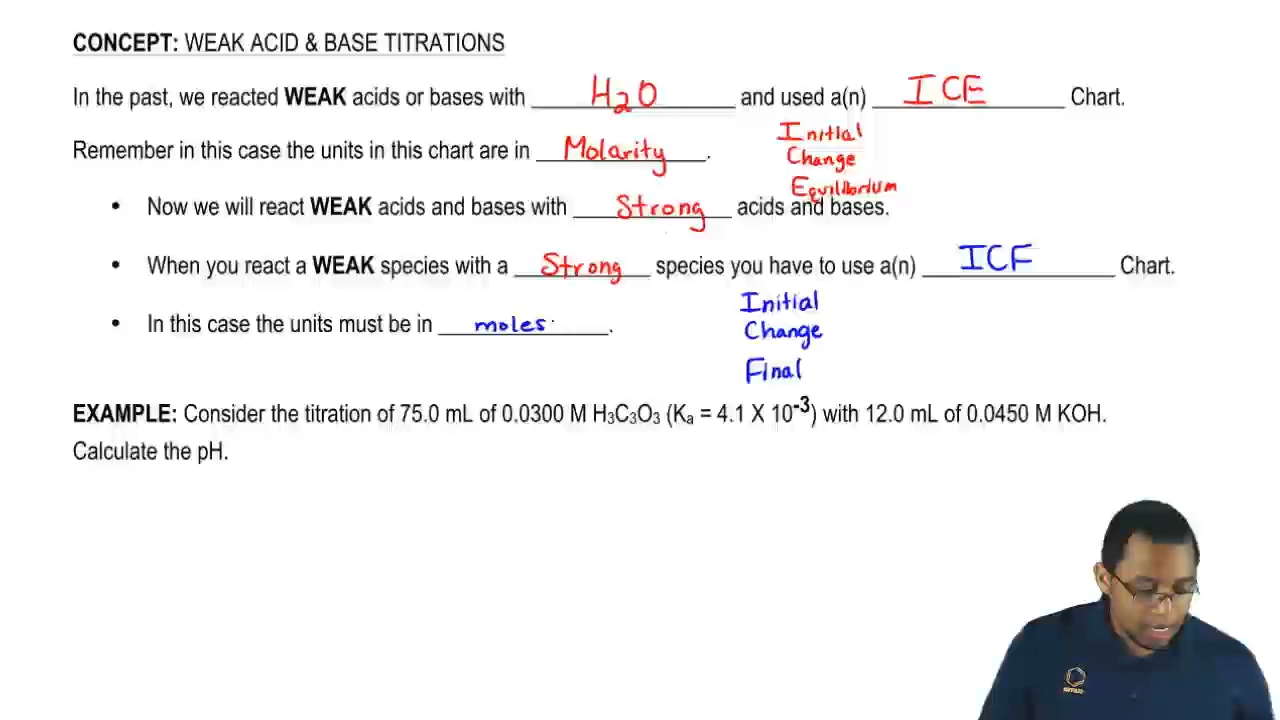 CONCEPT: WEAK ACID & BASE TITRATIONS
In the past, we reacted WEAK acids or bases with H₂O and used a(n) ICE Chart.
Initial
Remember in this case the units in this chart are in Molarity.
Change
Equilibrium
• Now we will react WEAK acids and bases with Strong acids and bases.
• When you react a WEAK species with a Strong species you have to use a(n) ICF Chart.
Initial
• In this case the units must be in moles.
Change
Final
EXAMPLE: Consider the titration of 75.0 mL of 0.0300 M H₃C₃O₃ (Kₐ = 4.1 X 10⁻³) with 12.0 mL of 0.0450 M KOH.
Calculate the pH.